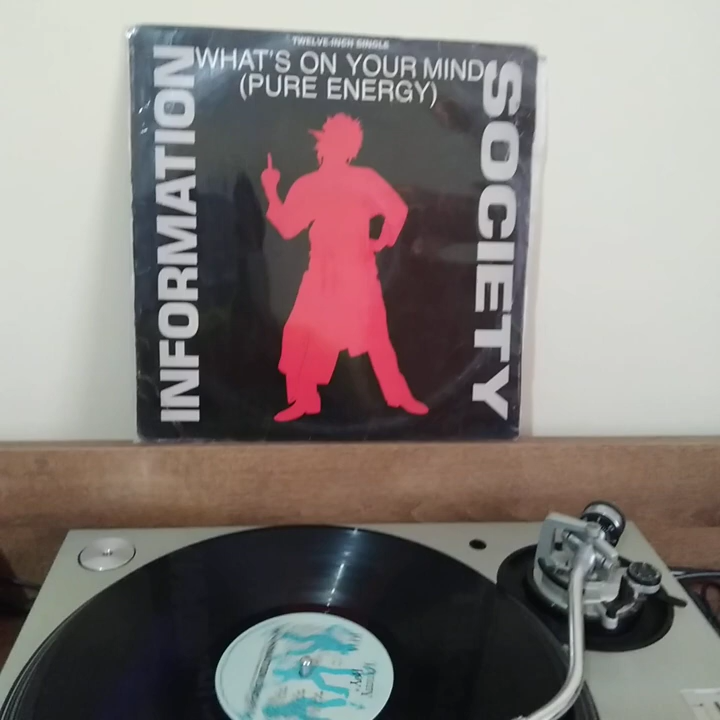 TWELVE-INCH SINGLE
WHAT'S ON YOUR MIND
(PURE ENERGY)
INFORMATION
SOCIETY